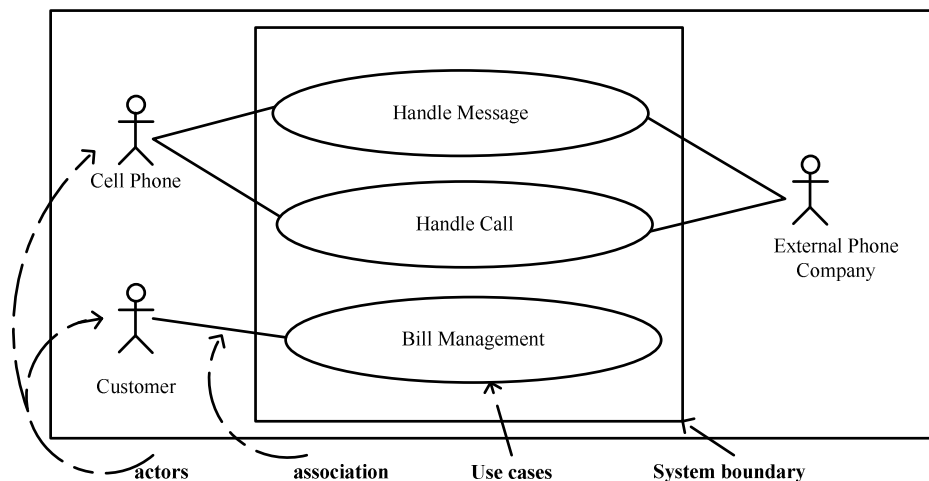 Handle Message
Cell Phone
Handle Call
External Phone
Company
Bill Management
Customer
actors
association
Use cases
System boundary